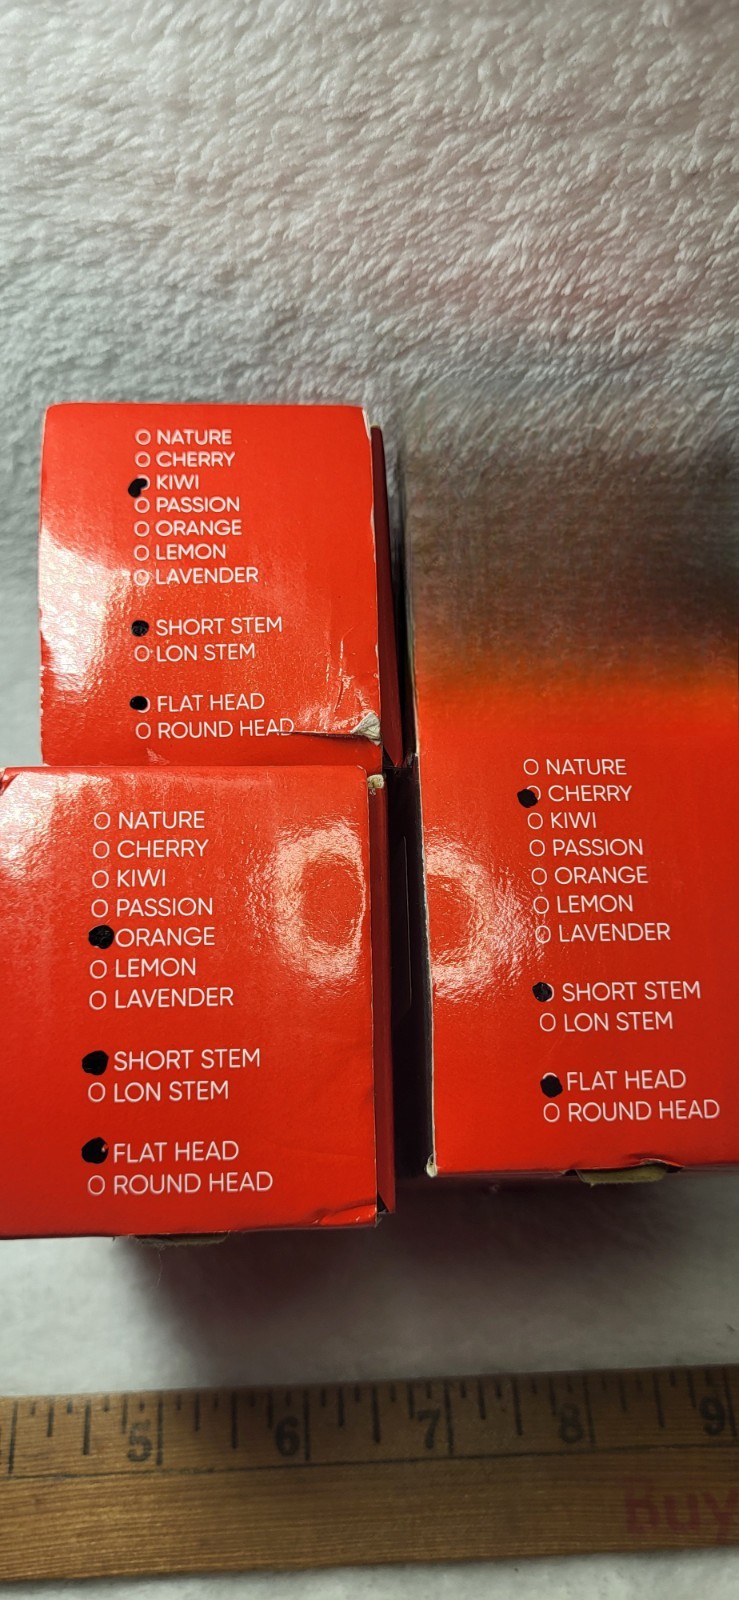 NATURE
CHERRY
KIWI
PASSION
ORANGE
LEMON
LAVENDER
SHORT STEM
LON STEM
FLAT HEAD
ROUND HEAD
NATURE
CHERRY
KIWI
PASSION
ORANGE
LEMON
LAVENDER
SHORT STEM
LON STEM
FLAT HEAD
ROUND HEAD
NATURE
CHERRY
KIWI
PASSION
ORANGE
LEMON
LAVENDER
SHORT STEM
LON STEM
FLAT HEAD
ROUND HEAD
5 6 7 8 9
Buy